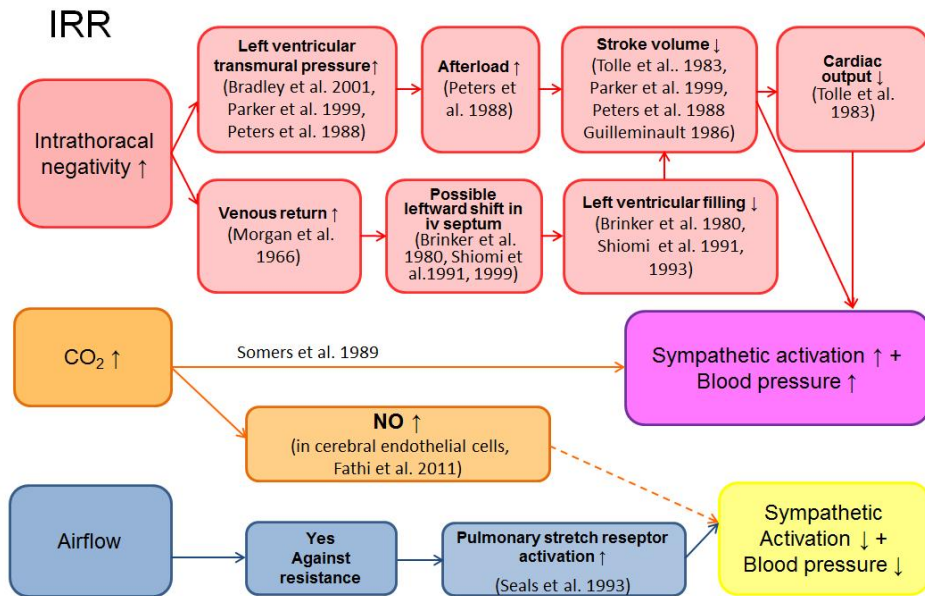 IRR
Intrathoracal
negativity ↑
Left ventricular
transmural pressure↑
(Bradley et al. 2001,
Parker et al. 1999,
Peters et al. 1988)
Afterload ↑
(Peters et
al. 1988)
Stroke volume ↓
(Tolle et al.. 1983,
Parker et al. 1999,
Peters et al. 1988
Guilleminault 1986)
Cardiac
output ↓
(Tolle et al.
1983)
Venous return ↑
(Morgan et al.
1966)
Possible
leftward shift in
iv septum
(Brinker et al.
1980, Shiomi et
al.1991, 1999)
Left ventricular filling ↓
(Brinker et al. 1980,
Shiomi et al. 1991,
1993)
CO₂ ↑
Somers et al. 1989
Sympathetic activation ↑ +
Blood pressure ↑
NO ↑
(in cerebral endothelial cells,
Fathi et al. 2011)
Airflow
Yes
Against
resistance
Pulmonary stretch reseptor
activation ↑
(Seals et al. 1993)
Sympathetic
Activation ↓ +
Blood pressure ↓